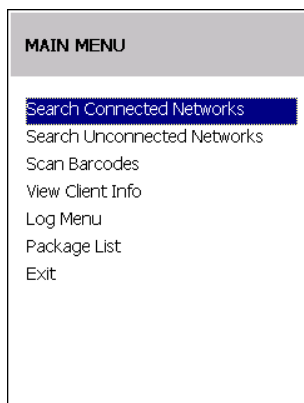 MAIN MENU
Search Connected Networks
Search Unconnected Networks
Scan Barcodes
View Client Info
Log Menu
Package List
Exit